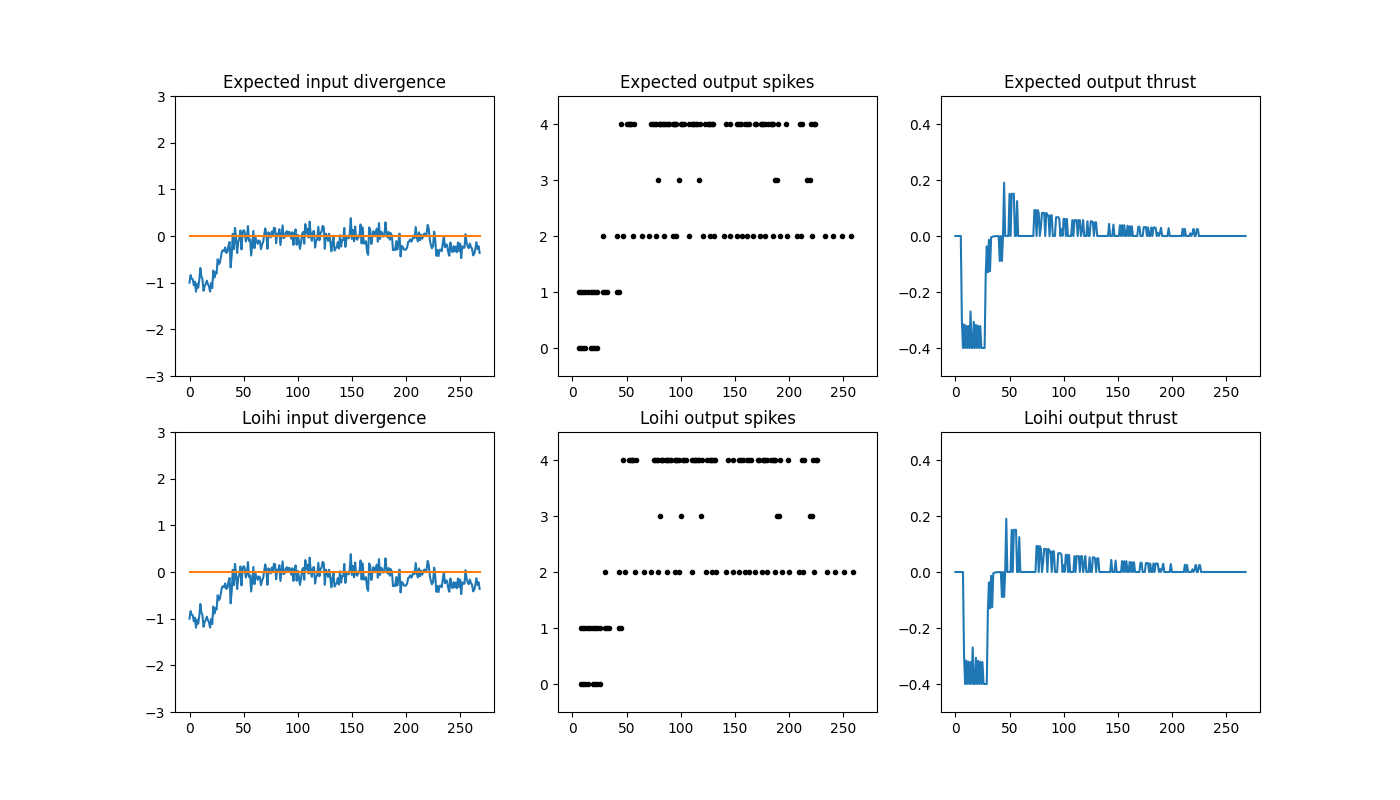 Expected input divergence
3
2
1
0
−1
−2
−3
0 50 100 150 200 250
Expected output spikes
4
3
2
1
0
0 50 100 150 200 250
Expected output thrust
0.4
0.2
0.0
−0.2
−0.4
0 50 100 150 200 250
Loihi input divergence
3
2
1
0
−1
−2
−3
0 50 100 150 200 250
Loihi output spikes
4
3
2
1
0
0 50 100 150 200 250
Loihi output thrust
0.4
0.2
0.0
−0.2
−0.4
0 50 100 150 200 250